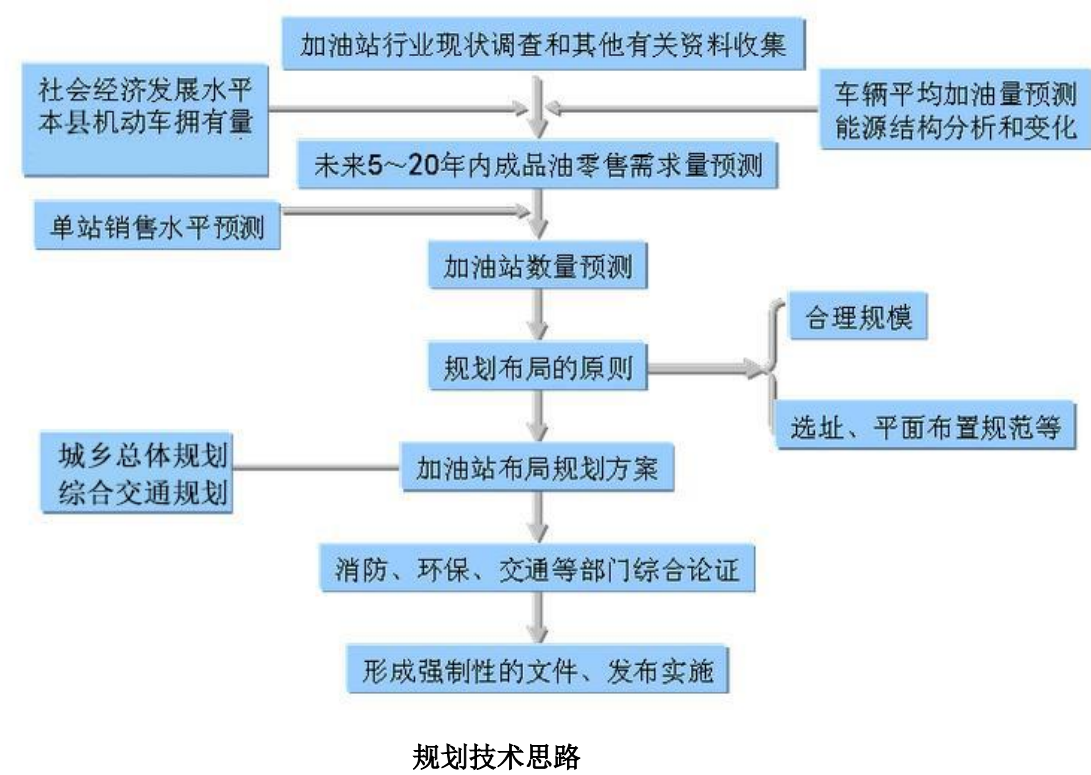 加油站行业现状调查和其他有关资料收集
社会经济发展水平
本县机动车拥有量
车辆平均加油量预测
能源结构分析和变化
未来5～20年内成品油零售需求量预测
单站销售水平预测
加油站数量预测
合理规模
规划布局的原则
选址、平面布置规范等
城乡总体规划
综合交通规划
加油站布局规划方案
消防、环保、交通等部门综合论证
形成强制性的文件、发布实施
规划技术思路